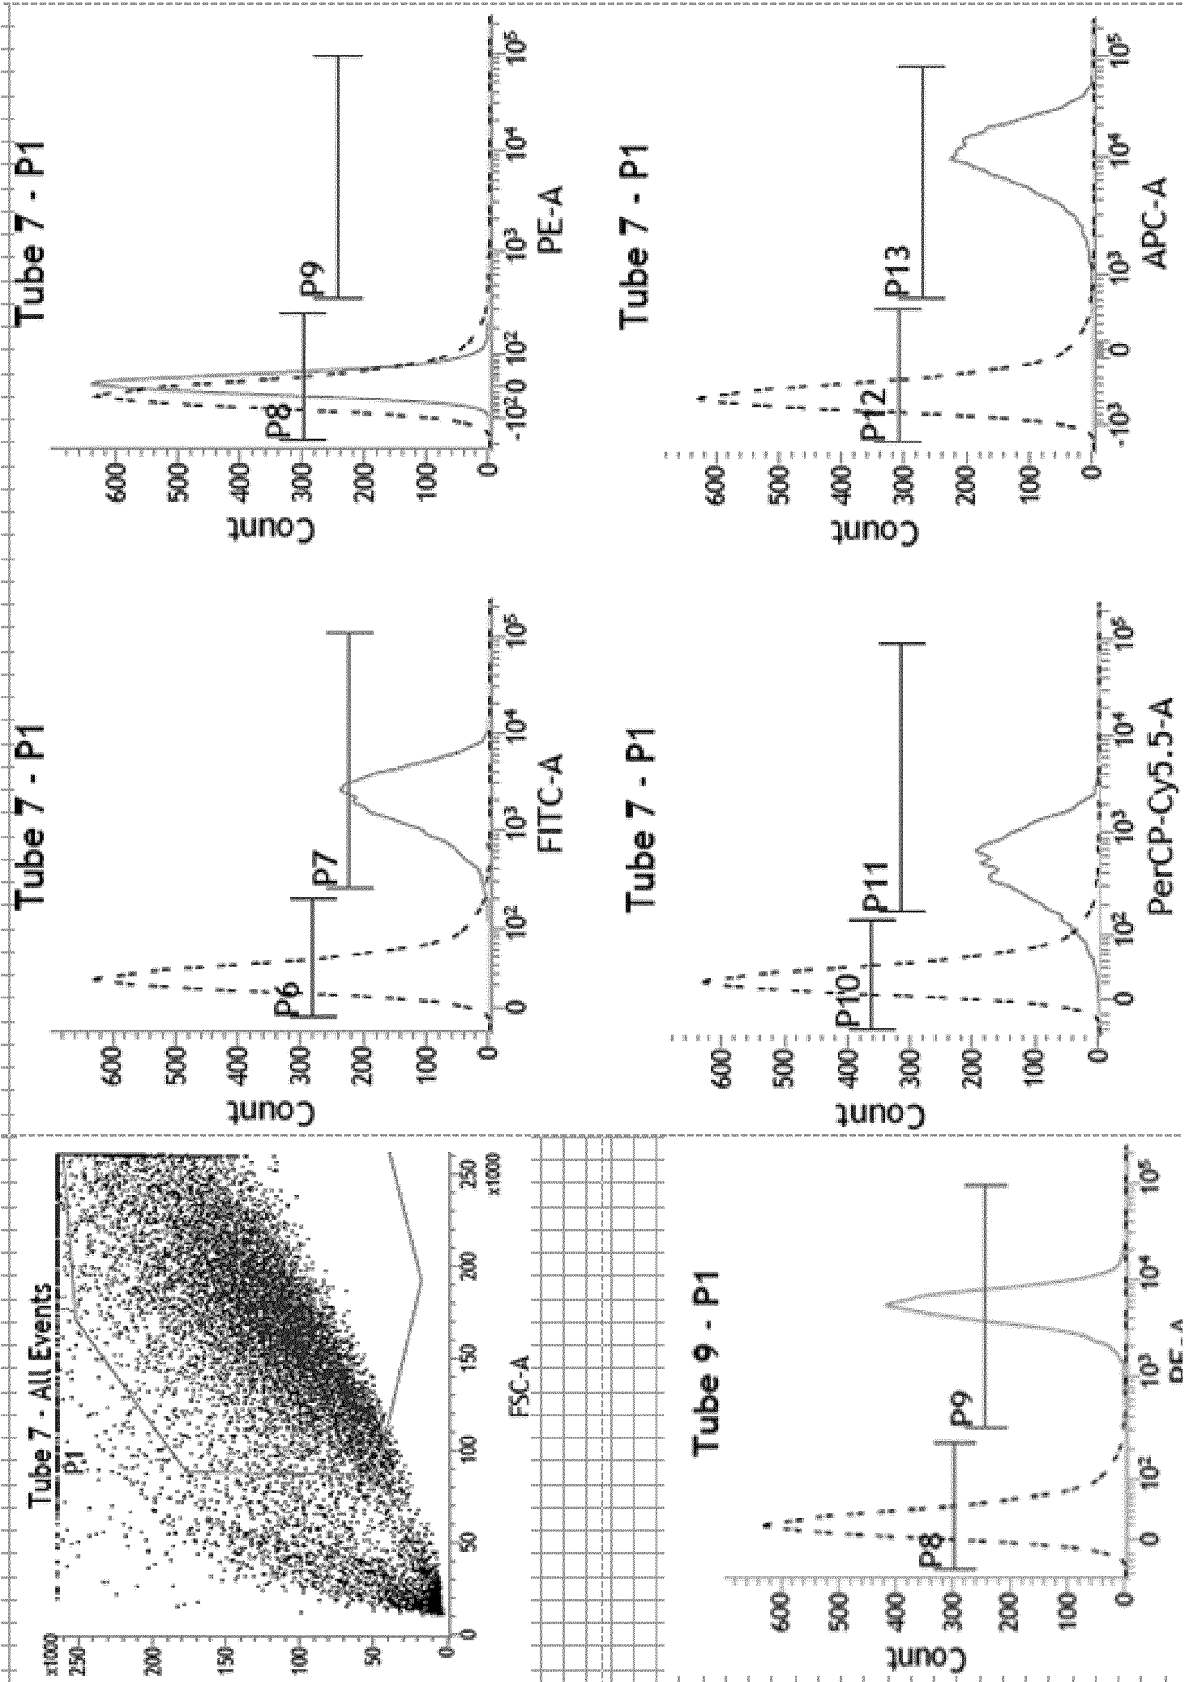 Tube 7 - All Events
x1000
250
200
150
100
50
0
P1
0
50
100
150
200
250
x1000
FSC-A
Tube 7 - P1
Count
600
500
400
300
200
100
0
P6
P7
0
10²
10³
10⁴
10⁵
FITC-A
Tube 7 - P1
Count
600
500
400
300
200
100
0
P8
P9
-10²
0
10²
10³
10⁴
10⁵
PE-A
Tube 9 - P1
Count
600
500
400
300
200
100
0
P8
P9
0
10²
10³
10⁴
10⁵
PE-A
Tube 7 - P1
Count
600
500
400
300
200
100
0
P10
P11
0
10²
10³
10⁴
10⁵
PerCP-Cy5.5-A
Tube 7 - P1
Count
600
500
400
300
200
100
0
P12
P13
-10³
0
10³
10⁴
10⁵
APC-A